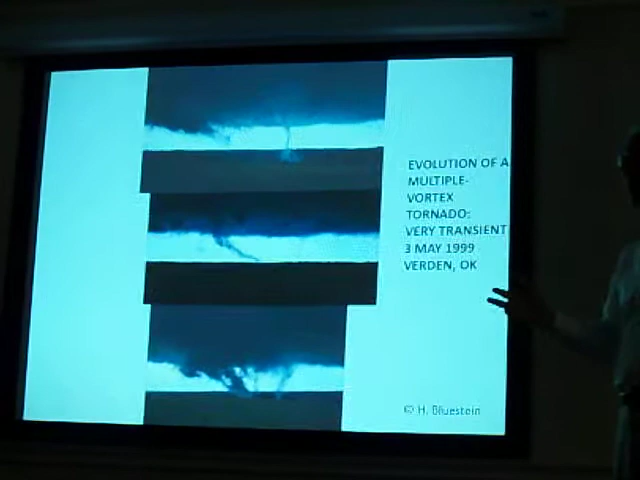 EVOLUTION OF A
MULTIPLE-
VORTEX
TORNADO:
VERY TRANSIENT
3 MAY 1999
VERDEN, OK
© H. Bluestein